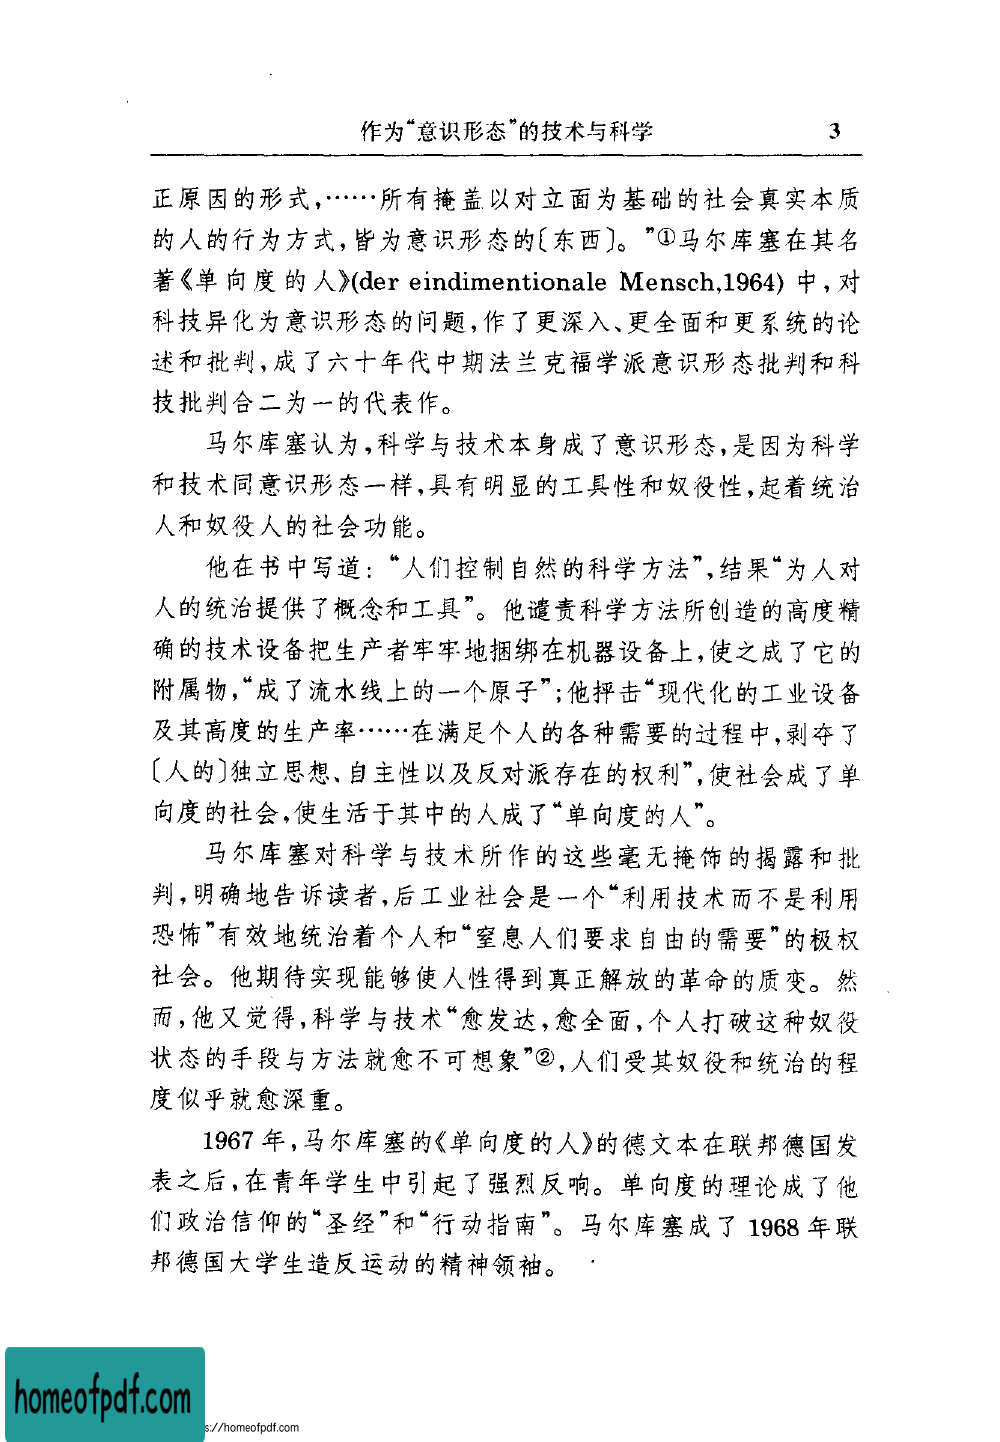 作为“意识形态”的技术与科学 3
正原因的形式,……所有掩盖以对立面为基础的社会真实本质
的人的行为方式,皆为意识形态的〔东西〕。”①马尔库塞在其名
著《单向度的人》(der eindimentionale Mensch,1964) 中,对
科技异化为意识形态的问题,作了更深入、更全面和更系统的论
述和批判,成了六十年代中期法兰克福学派意识形态批判和科
技批判合二为一的代表作。
马尔库塞认为,科学与技术本身成了意识形态,是因为科学
和技术同意识形态一样,具有明显的工具性和奴役性,起着统治
人和奴役人的社会功能。
他在书中写道:“人们控制自然的科学方法”,结果“为人对
人的统治提供了概念和工具”。他谴责科学方法所创造的高度精
确的技术设备把生产者牢牢地捆绑在机器设备上,使之成了它的
附属物,“成了流水线上的一个原子”;他抨击“现代化的工业设备
及其高度的生产率……在满足个人的各种需要的过程中,剥夺了
〔人的〕独立思想、自主性以及反对派存在的权利”,使社会成了单
向度的社会,使生活于其中的人成了“单向度的人”。
马尔库塞对科学与技术所作的这些毫无掩饰的揭露和批
判,明确地告诉读者,后工业社会是一个“利用技术而不是利用
恐怖”有效地统治着个人和“窒息人们要求自由的需要”的极权
社会。他期待实现能够使人性得到真正解放的革命的质变。然
而,他又觉得,科学与技术“愈发达,愈全面,个人打破这种奴役
状态的手段与方法就愈不可想象”②,人们受其奴役和统治的程
度似乎就愈深重。
1967 年,马尔库塞的《单向度的人》的德文本在联邦德国发
表之后,在青年学生中引起了强烈反响。单向度的理论成了他
们政治信仰的“圣经”和“行动指南”。马尔库塞成了 1968 年联
邦德国大学生造反运动的精神领袖。
homeofpdf.com
s://homeofpdf.com